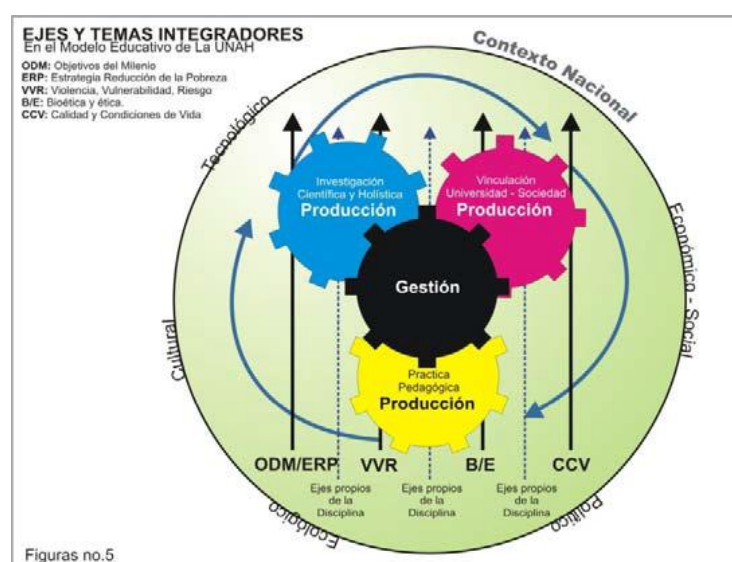 EJES Y TEMAS INTEGRADORES
En el Modelo Educativo de La UNAH
ODM: Objetivos del Milenio
ERP: Estrategia Reducción de la Pobreza
VVR: Violencia, Vulnerabilidad, Riesgo
B/E: Bioética y ética.
CCV: Calidad y Condiciones de Vida
Contexto Nacional
Tecnológico
Investigación
Científica y Holística
Producción
Vinculación
Universidad - Sociedad
Producción
Económico - Social
Gestión
Cultural
Practica
Pedagógica
Producción
ODM/ERP
VVR
B/E
CCV
Ejes propios
de la
Disciplina
Ejes propios
de la
Disciplina
Ejes propios
de la
Disciplina
Ecológico
Político
Figuras no.5